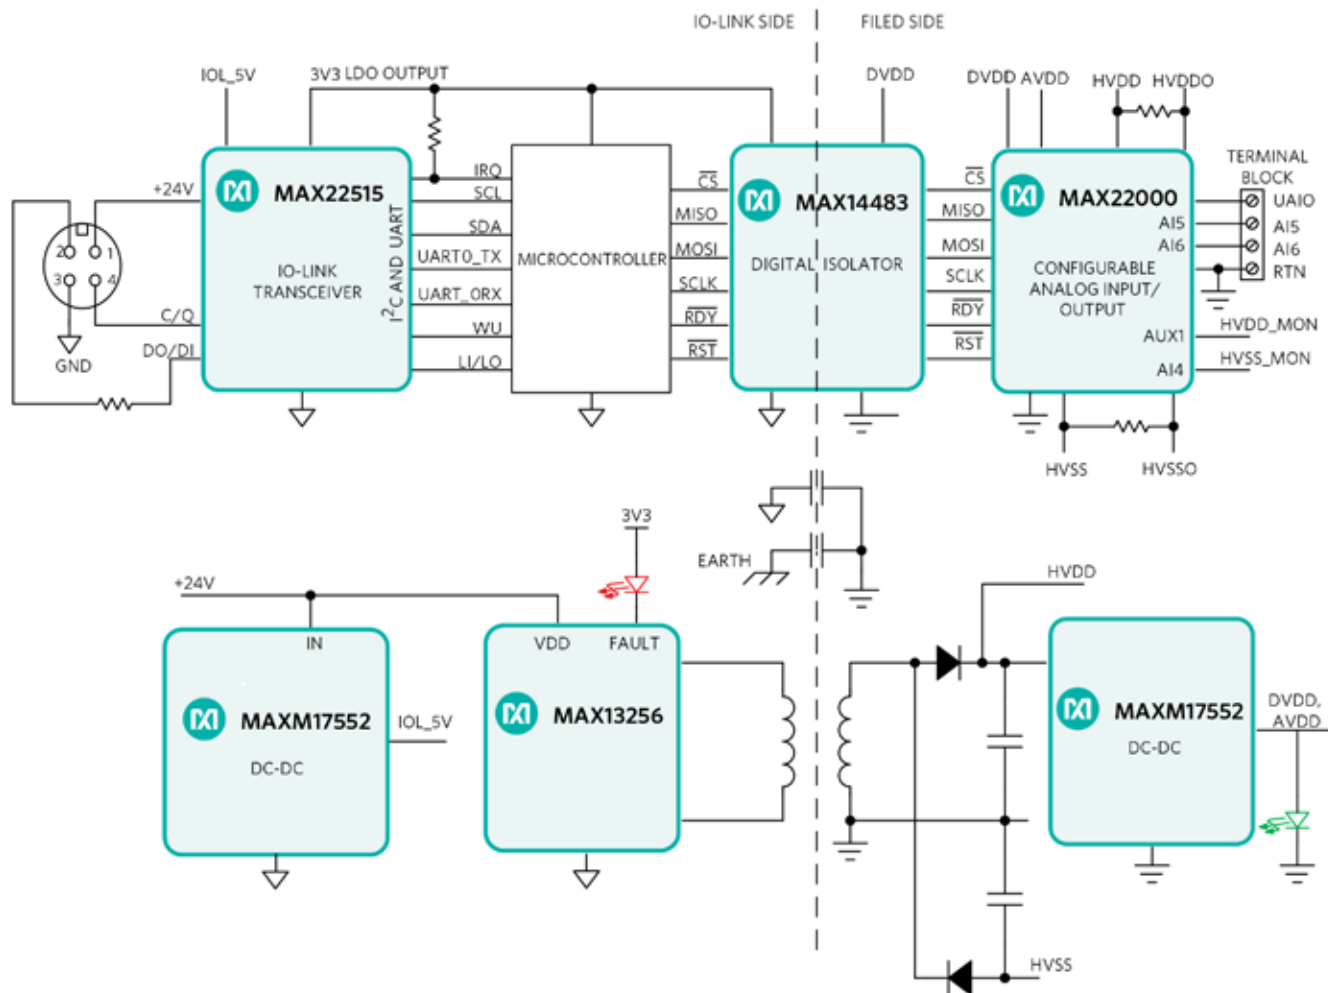 IO-LINK SIDE
FILED SIDE
IOL_5V
3V3 LDO OUTPUT
DVDD
DVDD AVDD
HVDD
HVDDO
+24V
MAX22515
IO-LINK
TRANSCEIVER
I²C AND UART
2
1
3
4
C/Q
GND
DO/DI
IRQ
SCL
SDA
UART0_TX
UART_0RX
WU
LI/LO
MICROCONTROLLER
CS
MISO
MOSI
SCLK
RDY
RST
MAX14483
DIGITAL ISOLATOR
CS
MISO
MOSI
SCLK
RDY
RST
MAX22000
CONFIGURABLE
ANALOG INPUT/
OUTPUT
AI5
AI6
AUX1
AI4
TERMINAL
BLOCK
UAIO
AI5
AI6
RTN
HVDD_MON
HVSS_MON
HVSS
HVSSO
EARTH
+24V
IN
MAXM17552
DC-DC
IOL_5V
3V3
VDD
FAULT
MAX13256
HVDD
MAXM17552
DC-DC
DVDD,
AVDD
HVSS